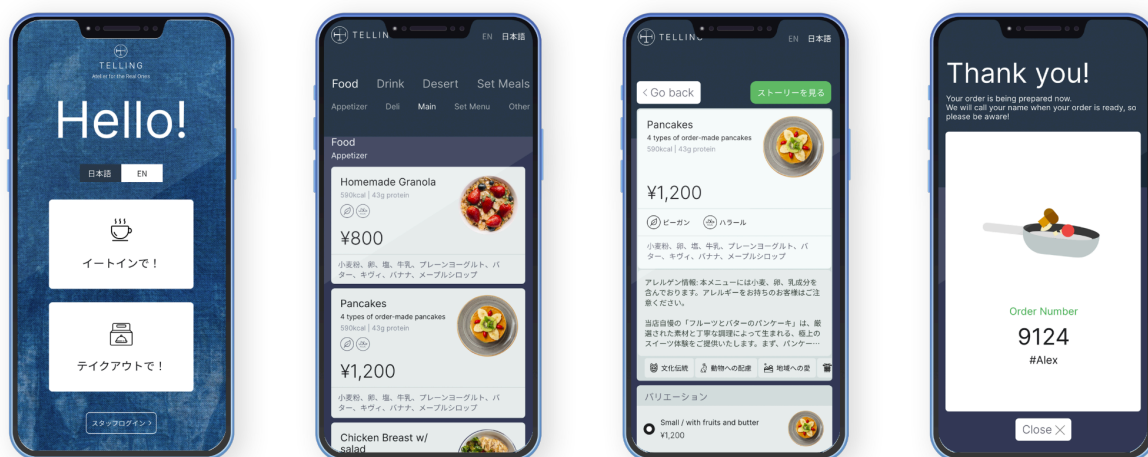 TELLING
Atelier for the Real Ones
Hello!
日本語
EN
イートインで！
テイクアウトで！
スタッフログイン >
TELLIN
EN 日本語
Food Drink Desert Set Meals
Appetizer Deli Main Set Menu Other
Food
Appetizer
Homemade Granola
590kcal | 43g protein
¥800
小麦粉、卵、塩、牛乳、プレーンヨーグルト、バ
ター、キヴィ、バナナ、メープルシロップ
Pancakes
4 types of order-made pancakes
590kcal | 43g protein
¥1,200
小麦粉、卵、塩、牛乳、プレーンヨーグルト、バ
ター、キヴィ、バナナ、メープルシロップ
Chicken Breast w/
salad
TELLING
EN 日本語
< Go back
ストーリーを見る
Pancakes
4 types of order-made pancakes
590kcal | 43g protein
¥1,200
ビーガン ハラール
小麦粉、卵、塩、牛乳、プレーンヨーグルト、バ
ター、キヴィ、バナナ、メープルシロップ
アレルゲン情報: 本メニューには小麦、卵、乳成分を
含んでおります。アレルギーをお持ちのお客様はご注
意ください。
当店自慢の「フルーツとバターのパンケーキ」は、厳
選された素材と丁寧な調理によって生まれる、極上の
スイーツ体験をご提供いたします。まず、パンケー…
文化伝統 動物への配慮 地域への愛
バリエーション
Small / with fruits and butter
¥1,200
Thank you!
Your order is being prepared now.
We will call your name when your order is ready, so
please be aware!
Order Number
9124
#Alex
Close ×